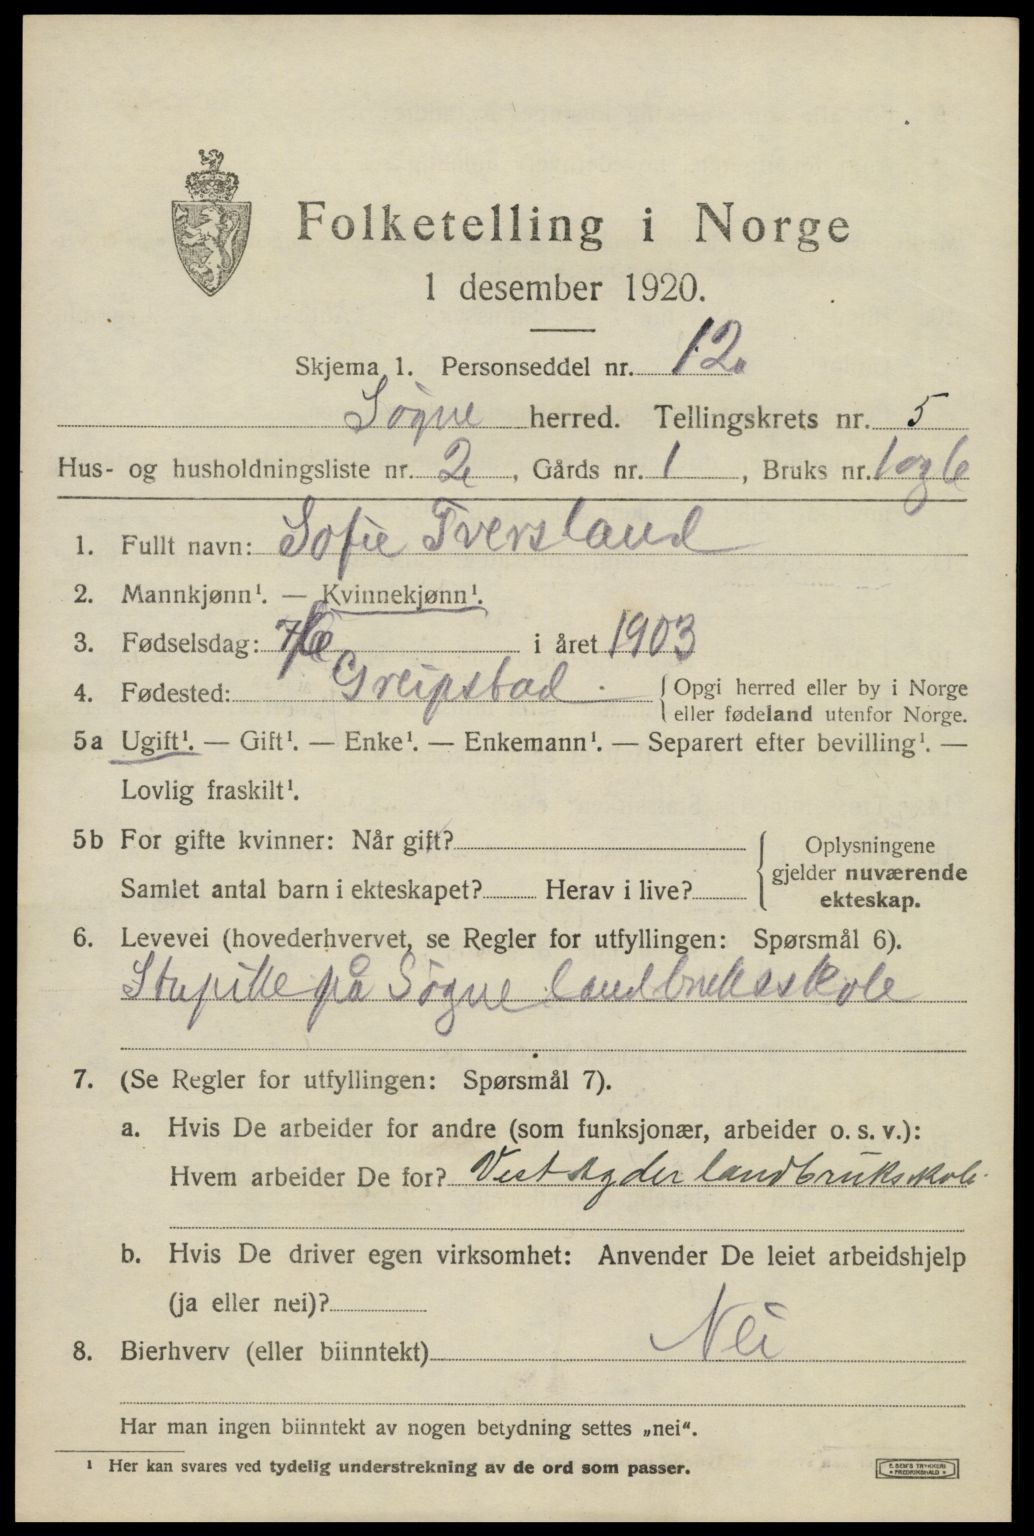 Folketelling i Norge
1 desember 1920.
Skjema 1. Personseddel nr. 12.
Søgne herred. Tellingskrets nr. 5
Hus- og husholdningsliste nr. 2, Gårds nr. 1, Bruks nr. 1 og 6
1. Fullt navn: Sofie Tversland
2. Mannkjønn¹. — Kvinnekjønn¹.
3. Fødselsdag: i året 1903
4. Fødested: Greipstad. Opgi herred eller by i Norge
eller fødeland utenfor Norge.
5a Ugift¹. — Gift¹. — Enke¹. — Enkemann¹. — Separert efter bevilling¹. —
Lovlig fraskilt¹.
5b For gifte kvinner: Når gift? Oplysningene
gjelder nuværende
Samlet antal barn i ekteskapet? Herav i live?
ekteskap.
6. Levevei (hovederhvervet, se Regler for utfyllingen: Spørsmål 6).
Stupike på Søgne landbruksskole
7. (Se Regler for utfyllingen: Spørsmål 7).
a. Hvis De arbeider for andre (som funksjonær, arbeider o. s. v.):
Hvem arbeider De for? Vest Agder landbruksskole
b. Hvis De driver egen virksomhet: Anvender De leiet arbeidshjelp
(ja eller nei)?
8. Bierhverv (eller biinntekt) Nei
Har man ingen biinntekt av nogen betydning settes „nei“.
¹ Her kan svares ved tydelig understrekning av de ord som passer.
E. SEM'S TRYKKERI
FREDRIKSHALD